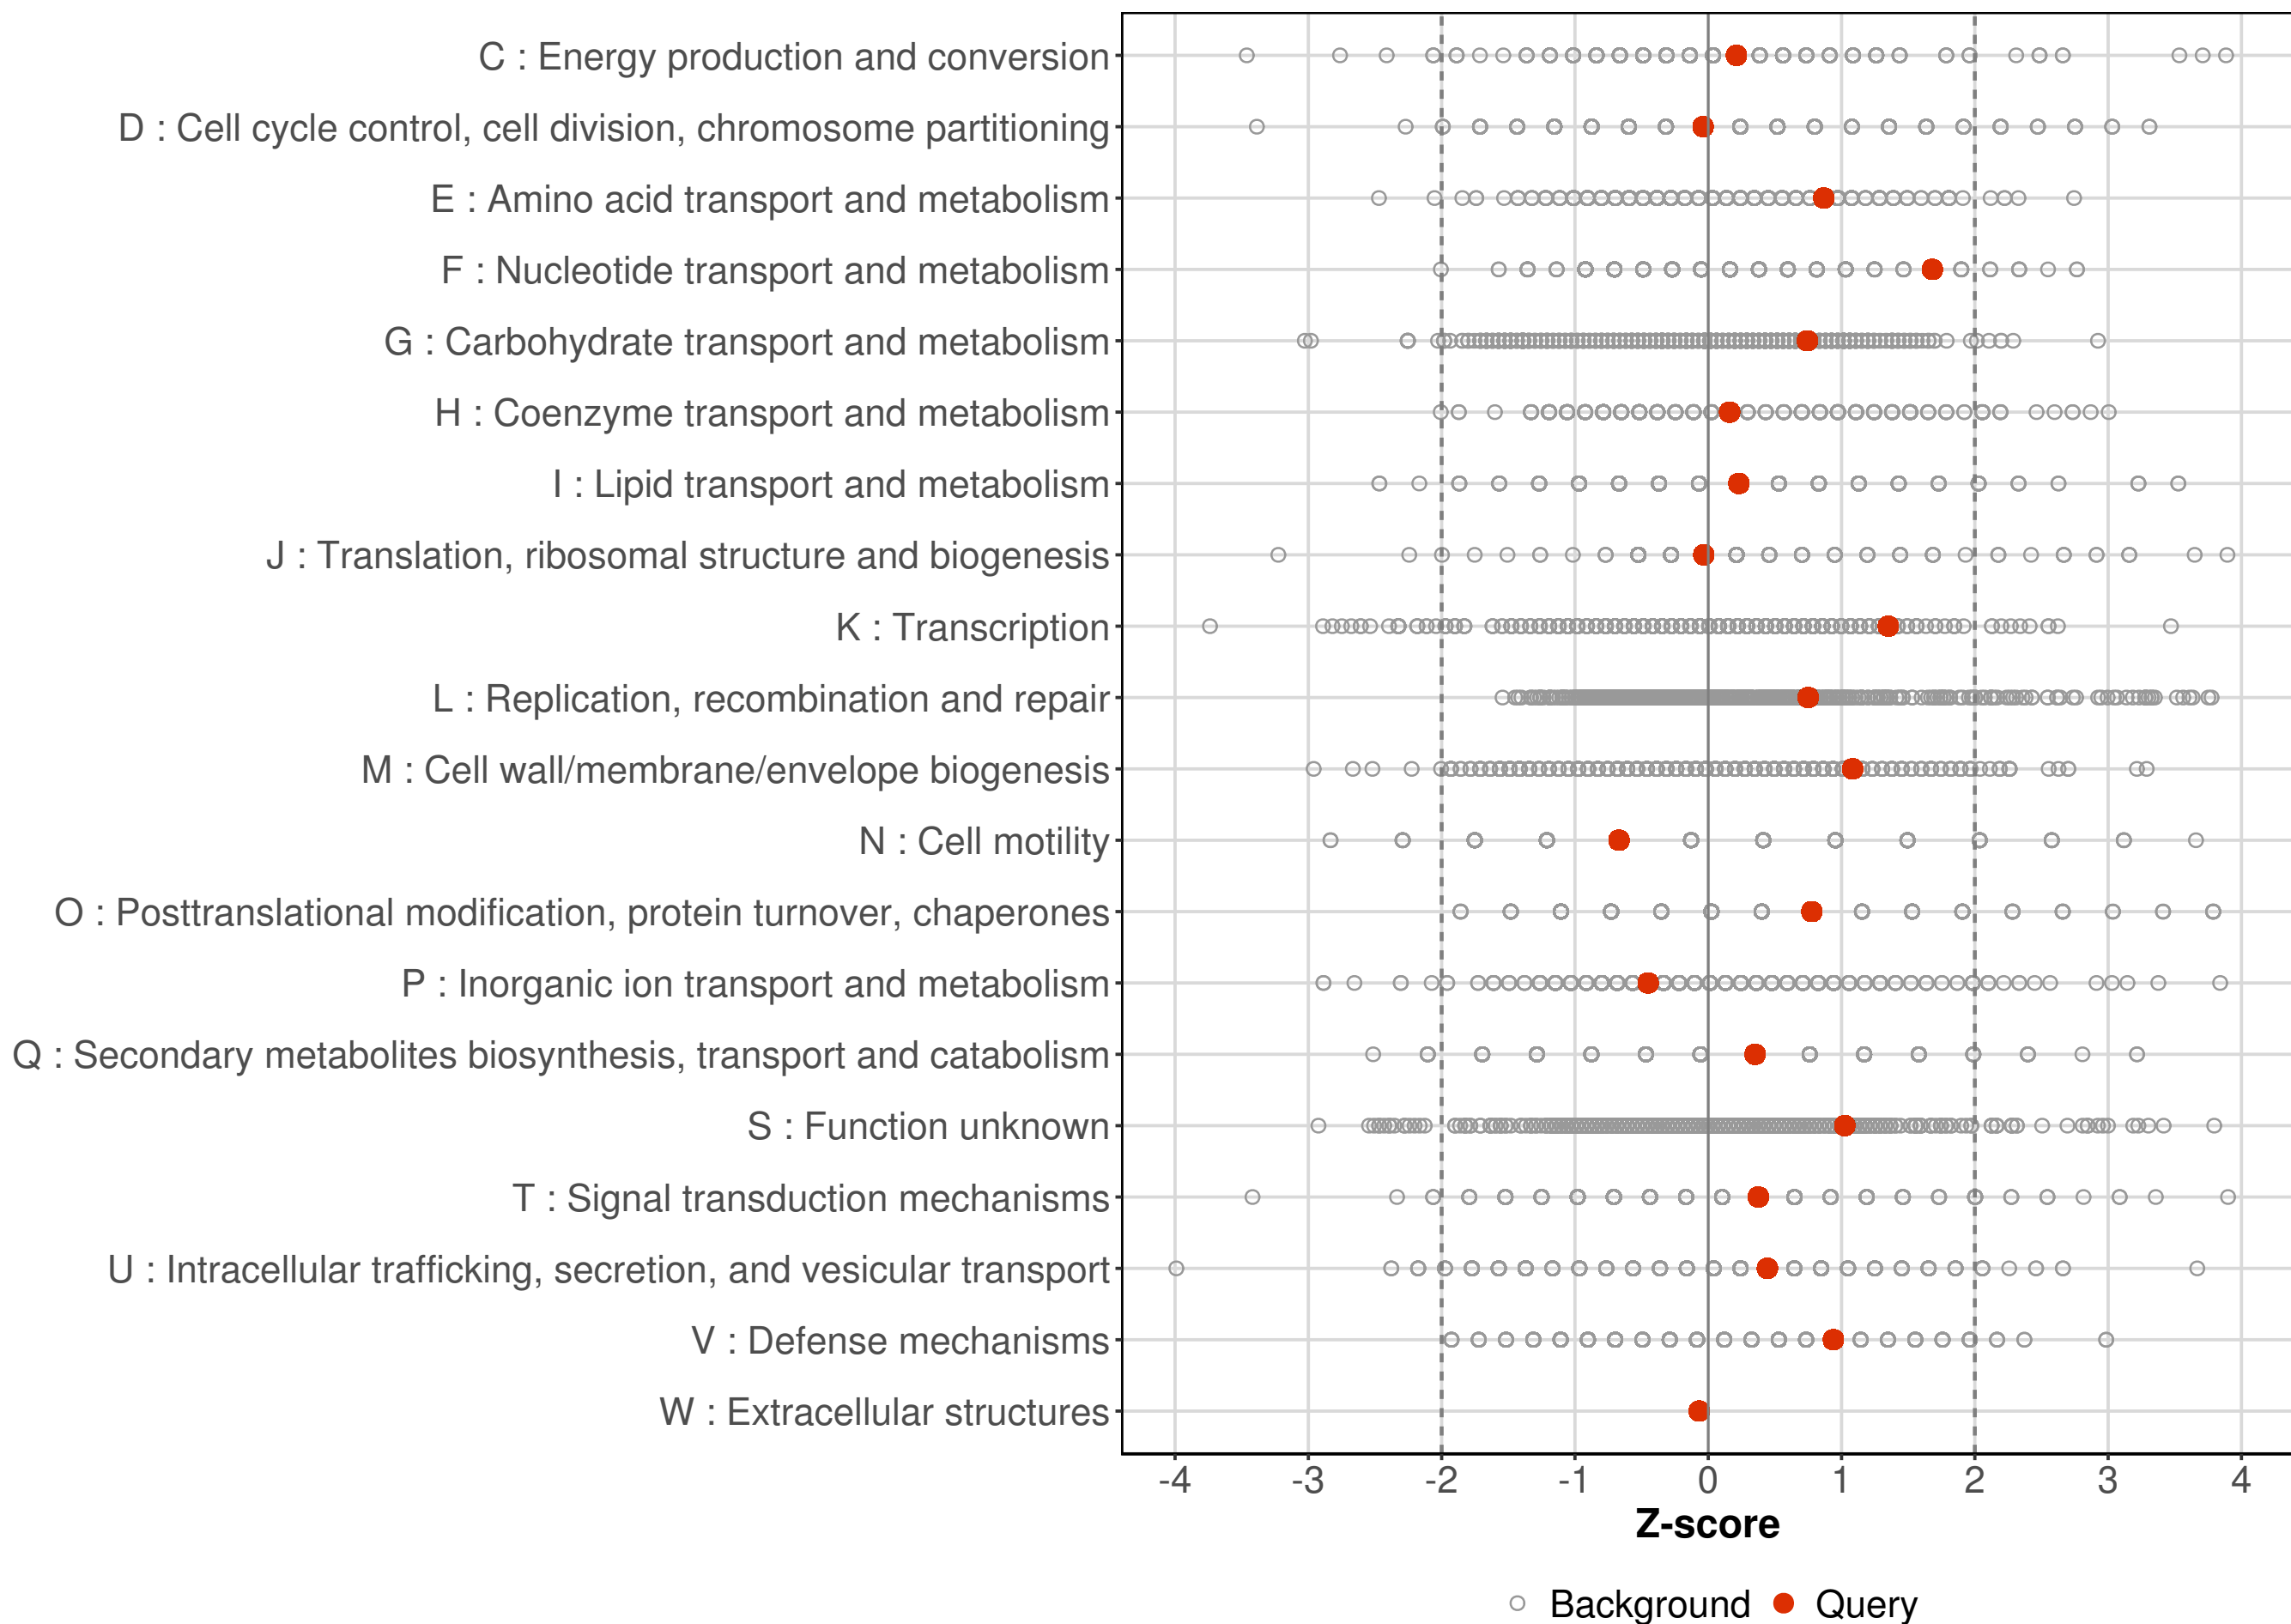 C : Energy production and conversion
D : Cell cycle control, cell division, chromosome partitioning
E : Amino acid transport and metabolism
F : Nucleotide transport and metabolism
G : Carbohydrate transport and metabolism
H : Coenzyme transport and metabolism
I : Lipid transport and metabolism
J : Translation, ribosomal structure and biogenesis
K : Transcription
L : Replication, recombination and repair
M : Cell wall/membrane/envelope biogenesis
N : Cell motility
O : Posttranslational modification, protein turnover, chaperones
P : Inorganic ion transport and metabolism
Q : Secondary metabolites biosynthesis, transport and catabolism
S : Function unknown
T : Signal transduction mechanisms
U : Intracellular trafficking, secretion, and vesicular transport
V : Defense mechanisms
W : Extracellular structures
-4 -3 -2 -1 0 1 2 3 4
Z-score
Background Query